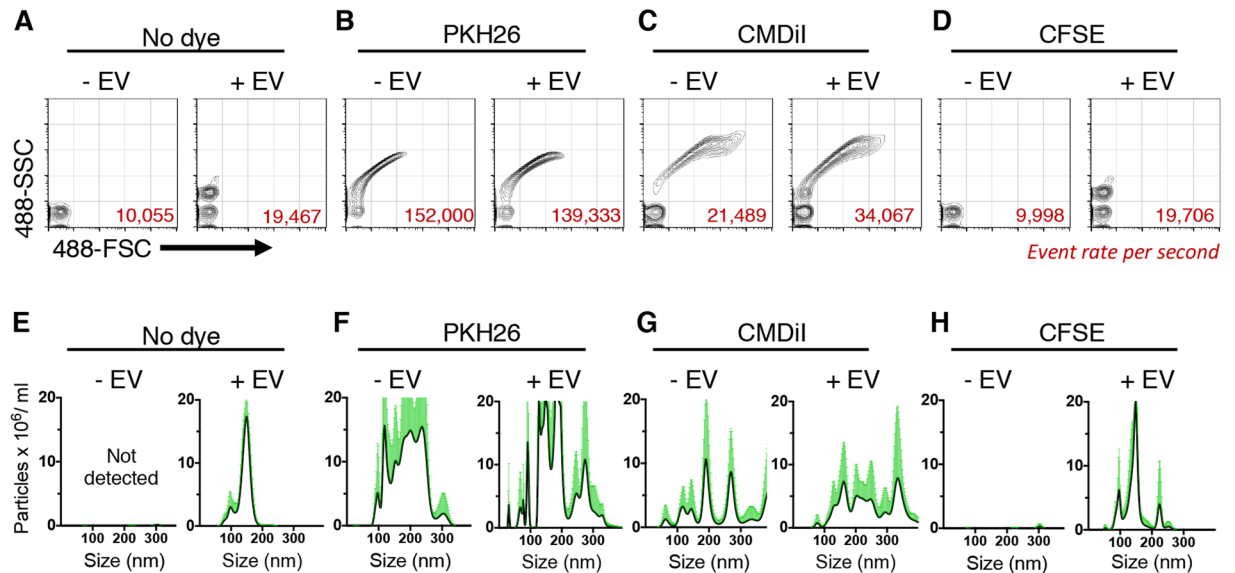 A
No dye
- EV
+ EV
B
PKH26
- EV
+ EV
C
CMDiI
- EV
+ EV
D
CFSE
- EV
+ EV
488-SSC
10,055
19,467
152,000
139,333
21,489
34,067
9,998
19,706
488-FSC
Event rate per second
E
No dye
- EV
+ EV
F
PKH26
- EV
+ EV
G
CMDiI
- EV
+ EV
H
CFSE
- EV
+ EV
Particles x 10⁶/ ml
20
10
0
Not
detected
100 200 300
Size (nm)
20
10
0
100 200 300
Size (nm)
20
10
0
100 200 300
Size (nm)
20
10
0
100 200 300
Size (nm)
20
10
0
100 200 300
Size (nm)
20
10
0
100 200 300
Size (nm)
20
10
0
100 200 300
Size (nm)
20
10
0
100 200 300
Size (nm)